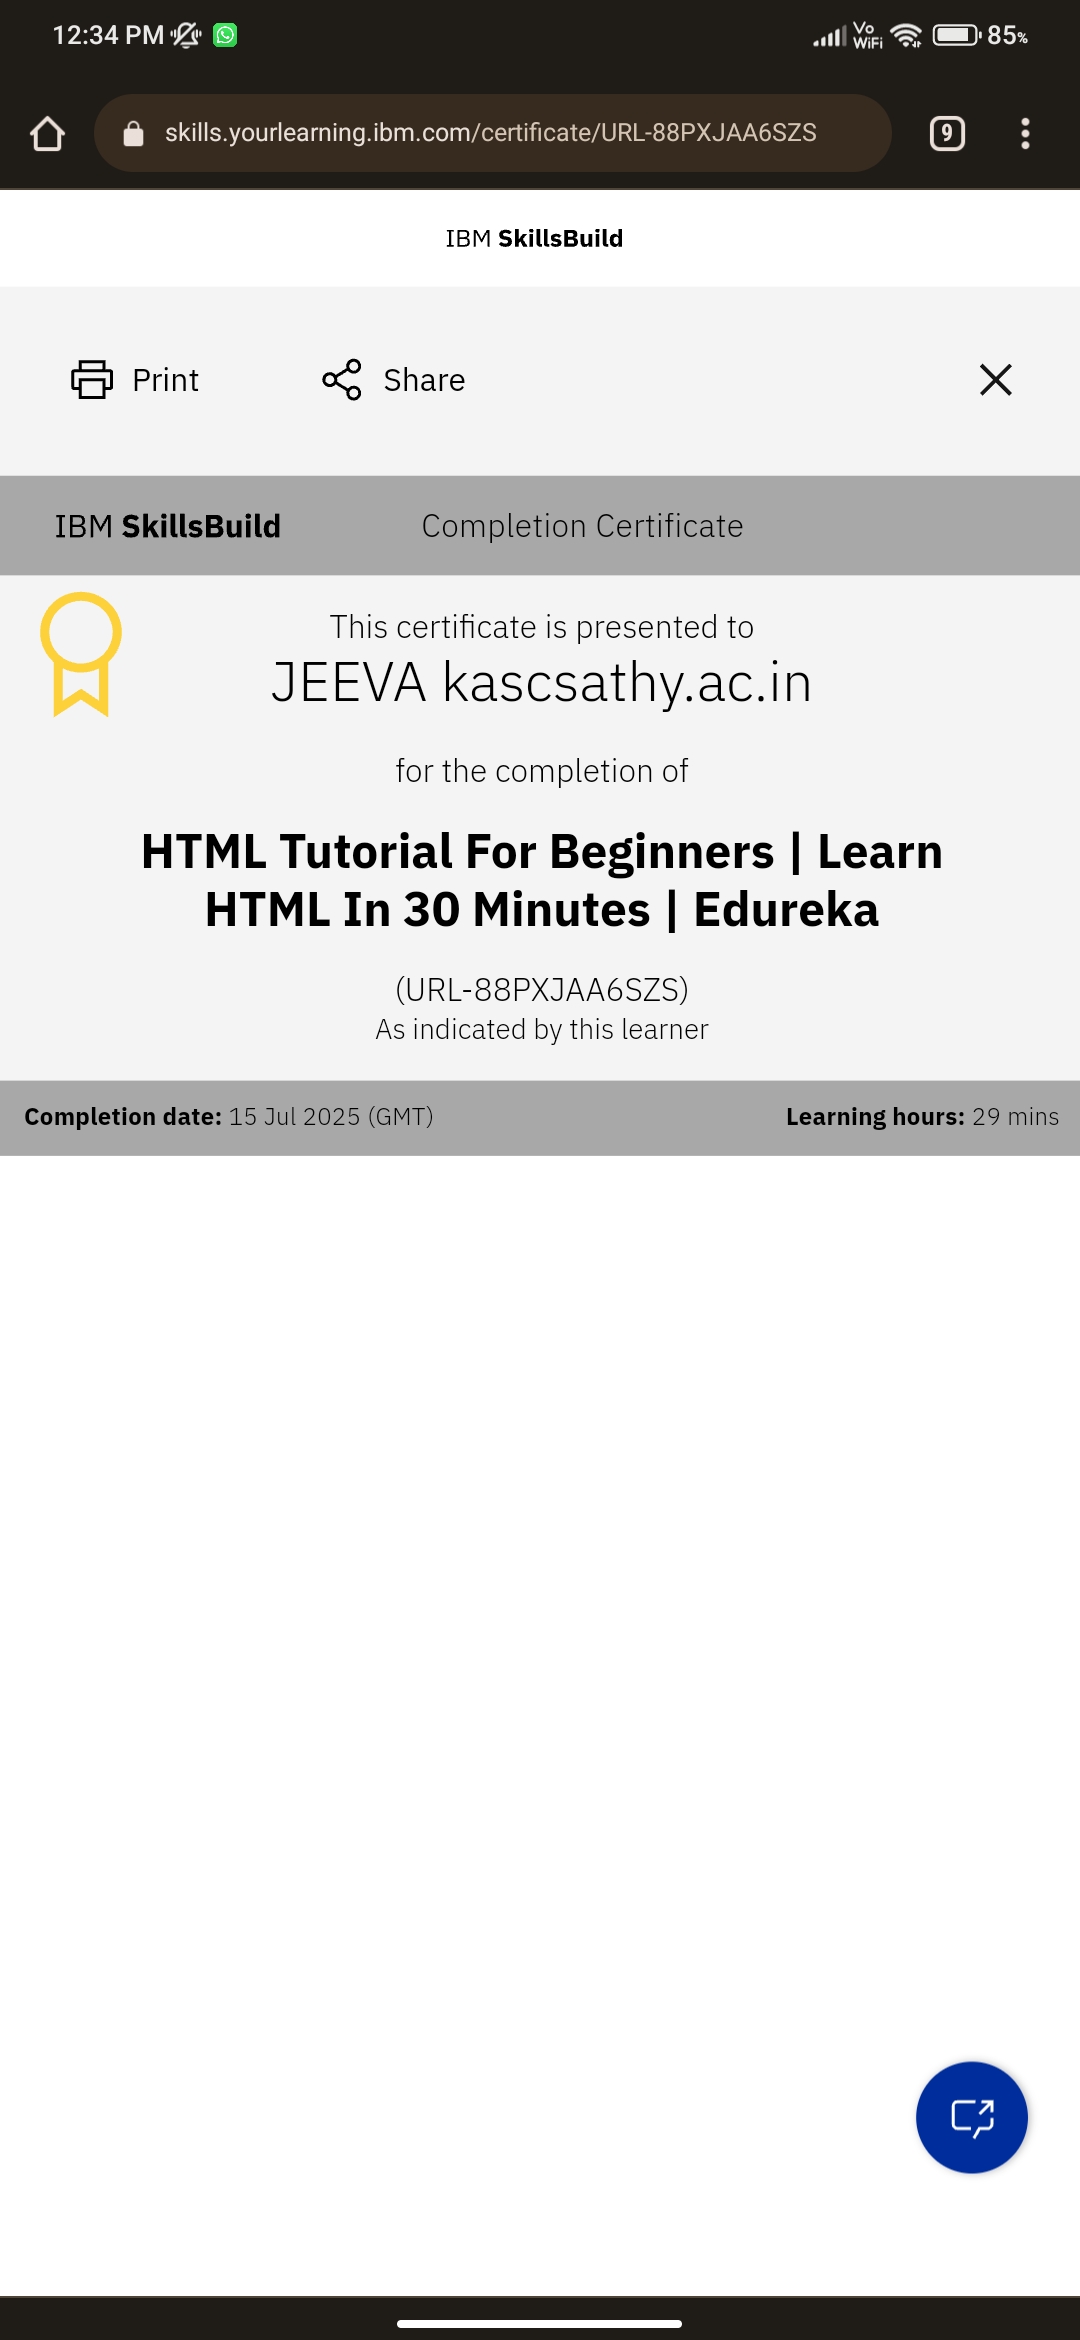 12:34 PM
Vo WiFi
85%
skills.yourlearning.ibm.com/certificate/URL-88PXJAA6SZS
9
IBM SkillsBuild
Print
Share
IBM SkillsBuild
Completion Certificate
This certificate is presented to
JEEVA kascsathy.ac.in
for the completion of
HTML Tutorial For Beginners | Learn
HTML In 30 Minutes | Edureka
(URL-88PXJAA6SZS)
As indicated by this learner
Completion date: 15 Jul 2025 (GMT)
Learning hours: 29 mins